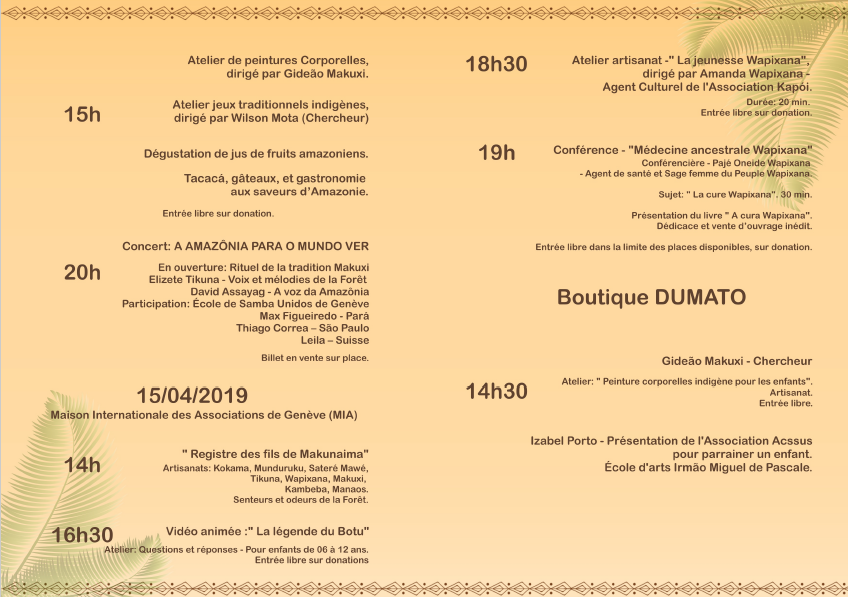 Atelier de peintures Corporelles,
dirigé par Gideão Makuxi.
15h
Atelier jeux traditionnels indigènes,
dirigé par Wilson Mota (Chercheur)
Dégustation de jus de fruits amazoniens.
Tacacá, gâteaux, et gastronomie
aux saveurs d'Amazonie.
Entrée libre sur donation.
Concert: A AMAZÔNIA PARA O MUNDO VER
20h
En ouverture: Rituel de la tradition Makuxi
Elizete Tikuna - Voix et mélodies de la Forêt
David Assayag - A voz da Amazônia
Participation: École de Samba Unidos de Genève
Max Figueiredo - Pará
Thiago Correa – São Paulo
Leila – Suisse
Billet en vente sur place.
15/04/2019
Maison Internationale des Associations de Genève (MIA)
14h
" Registre des fils de Makunaima"
Artisanats: Kokama, Munduruku, Sateré Mawé,
Tikuna, Wapixana, Makuxi,
Kambeba, Manaos.
Senteurs et odeurs de la Forêt.
16h30
Vidéo animée :" La légende du Botu"
Atelier: Questions et réponses - Pour enfants de 06 à 12 ans.
Entrée libre sur donations
18h30
Atelier artisanat -" La jeunesse Wapixana",
dirigé par Amanda Wapixana -
Agent Culturel de l'Association Kapói.
Durée: 20 min.
Entrée libre sur donation.
19h
Conférence - "Médecine ancestrale Wapixana"
Conférencière - Pajé Oneide Wapixana
- Agent de santé et Sage femme du Peuple Wapixana.
Sujet: " La cure Wapixana". 30 min.
Présentation du livre " A cura Wapixana".
Dédicace et vente d'ouvrage inédit.
Entrée libre dans la limite des places disponibles, sur donation.
Boutique DUMATO
Gideão Makuxi - Chercheur
14h30
Atelier: " Peinture corporelles indigène pour les enfants".
Artisanat.
Entrée libre.
Izabel Porto - Présentation de l'Association Acssus
pour parrainer un enfant.
École d'arts Irmão Miguel de Pascale.